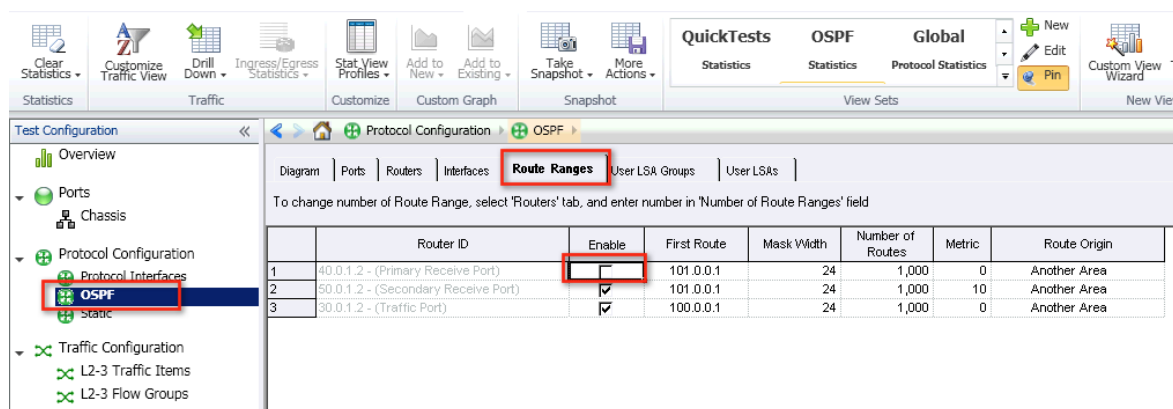 Clear Statistics
Customize Traffic View
Drill Down
Ingress/Egress Statistics
Stat View Profiles
Add to New
Add to Existing
Take Snapshot
More Actions
QuickTests
Statistics
OSPF
Statistics
Global
Protocol Statistics
New
Edit
Pin
Custom View Wizard
Statistics
Traffic
Customize
Custom Graph
Snapshot
View Sets
New Vie
Test Configuration
Protocol Configuration
OSPF
Overview
Ports
Chassis
Protocol Configuration
Protocol Interfaces
OSPF
Static
Traffic Configuration
L2-3 Traffic Items
L2-3 Flow Groups
Diagram Ports Routers Interfaces Route Ranges User LSA Groups User LSAs
To change number of Route Range, select 'Routers' tab, and enter number in 'Number of Route Ranges' field
Router ID Enable First Route Mask Width Number of Routes Metric Route Origin
1 40.0.1.2 - (Primary Receive Port) 101.0.0.1 24 1,000 0 Another Area
2 50.0.1.2 - (Secondary Receive Port) 101.0.0.1 24 1,000 10 Another Area
3 30.0.1.2 - (Traffic Port) 100.0.0.1 24 1,000 0 Another Area